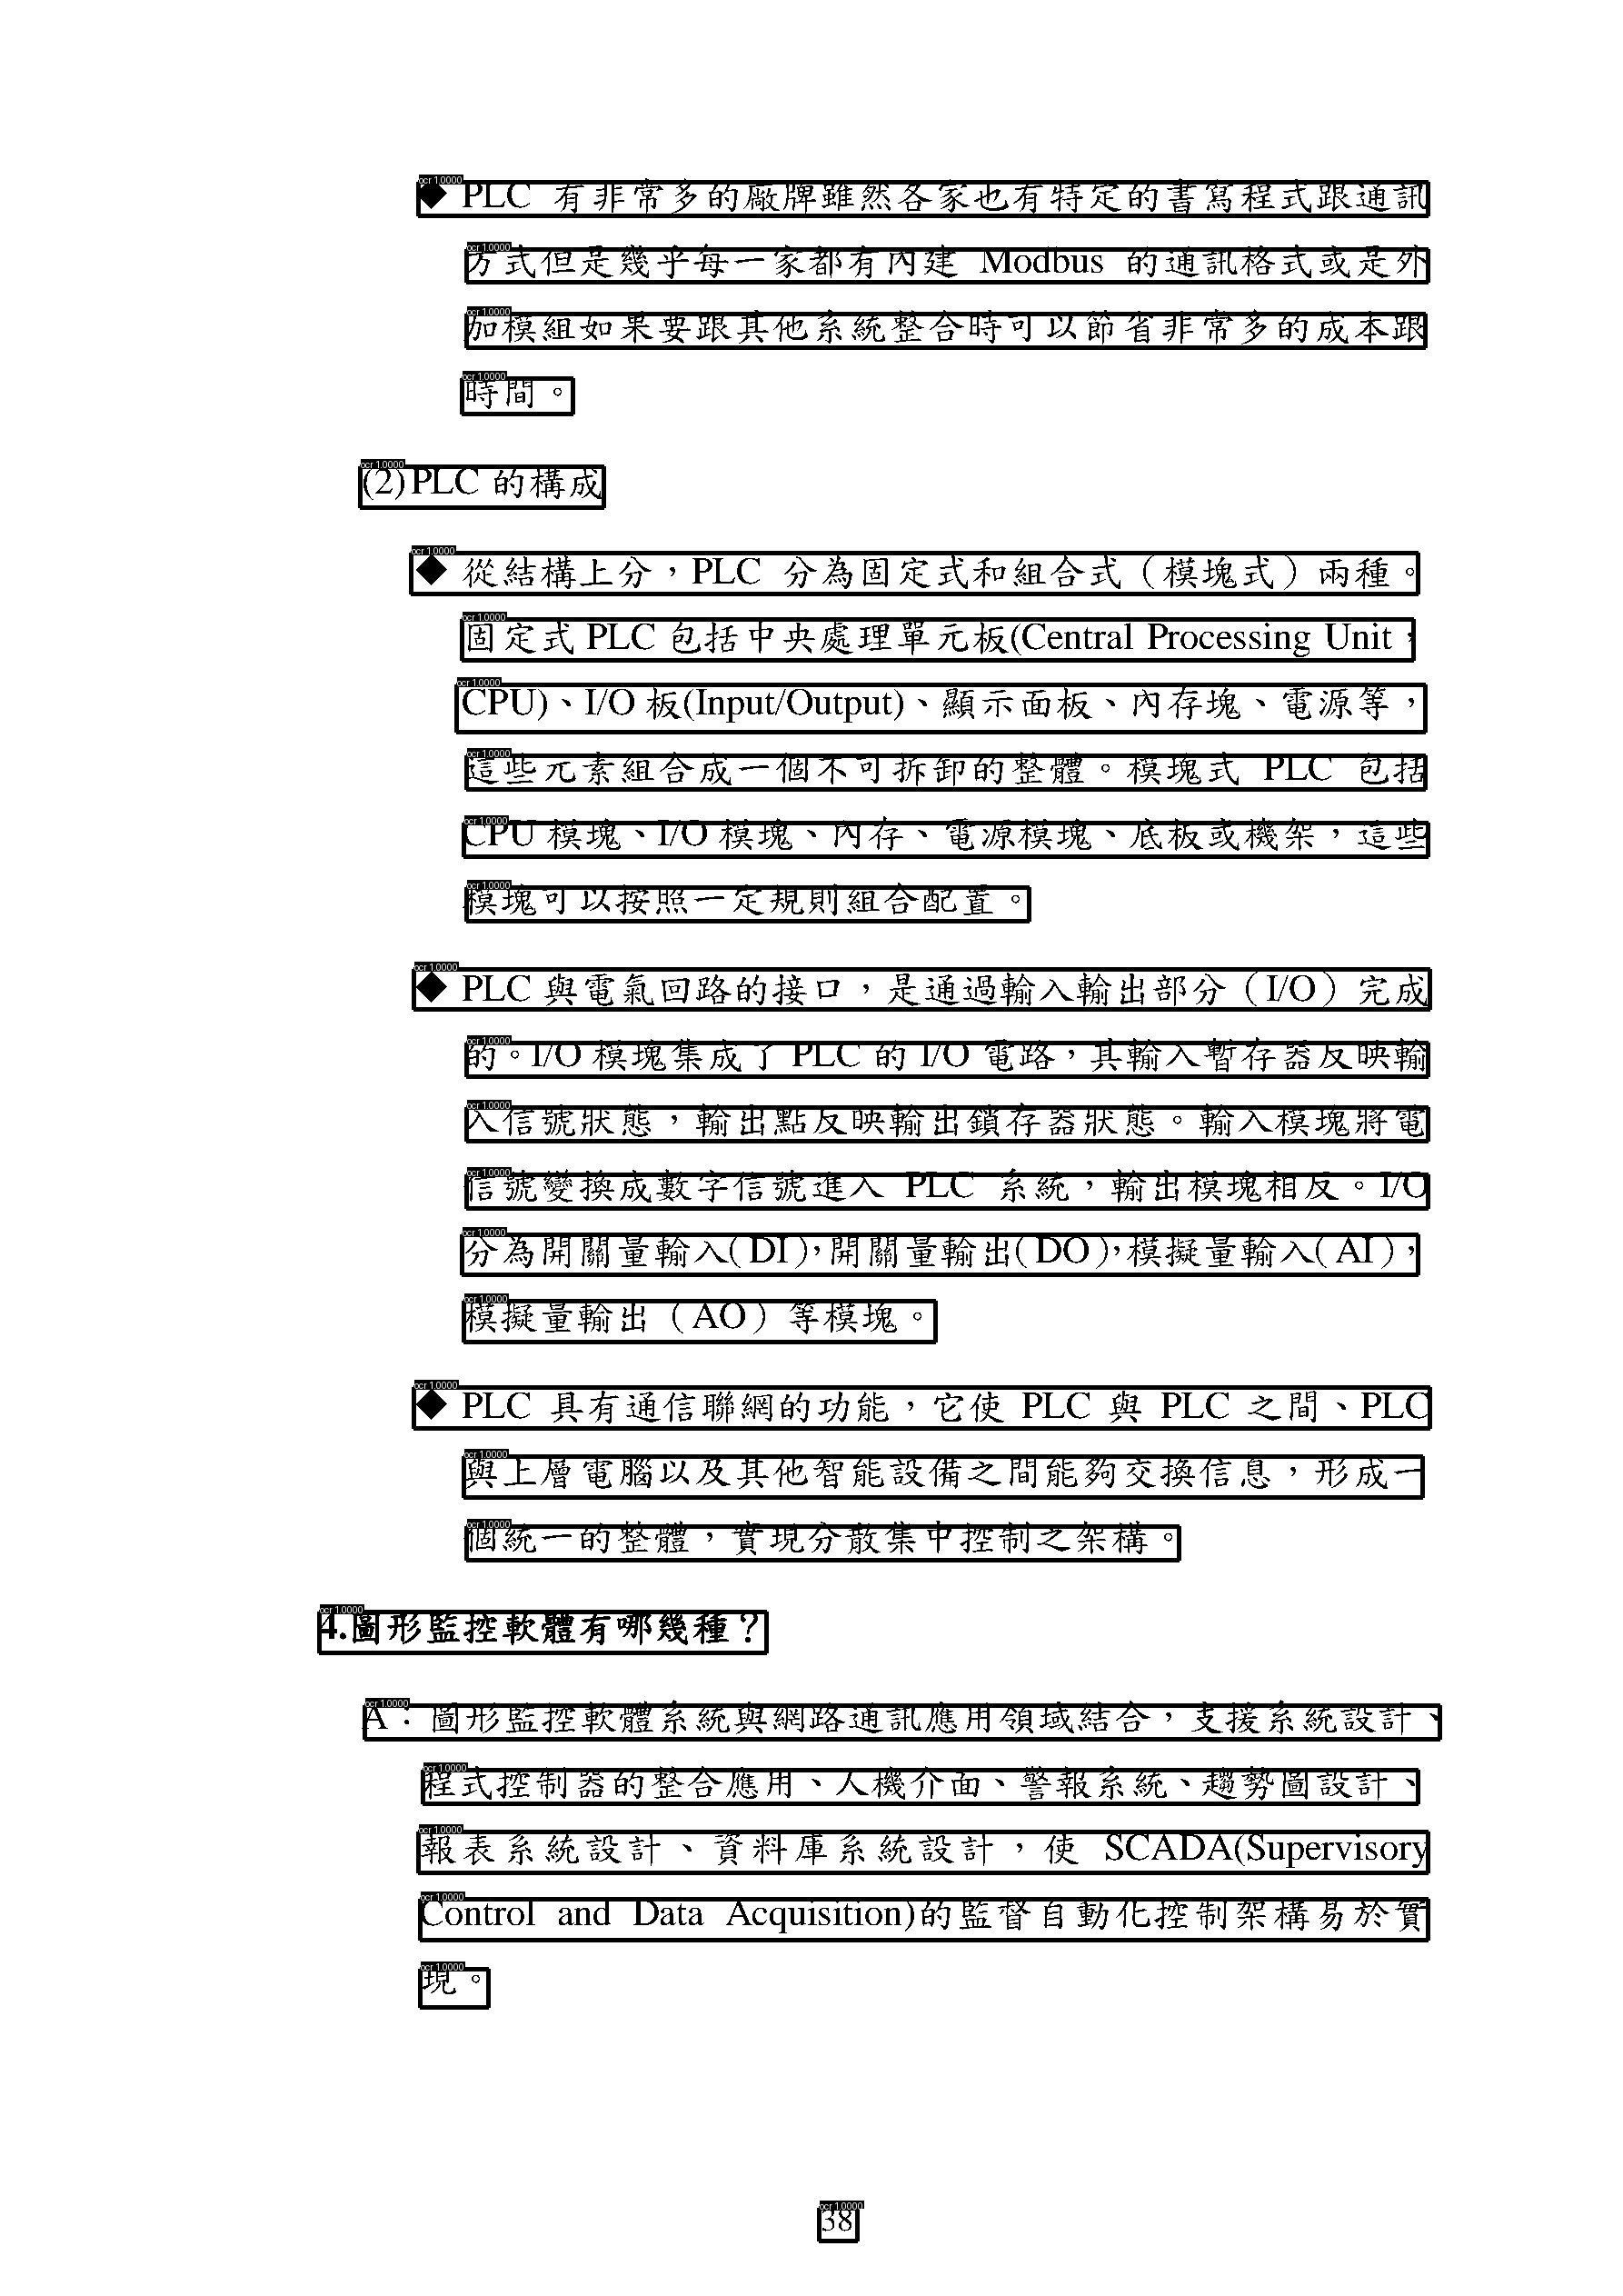 ◆ PLC 有非常多的廠牌雖然各家也有特定的書寫程式跟通訊
方式但是幾乎每一家都有內建 Modbus 的通訊格式或是外
加模組如果要跟其他系統整合時可以節省非常多的成本跟
時間。
(2)PLC 的構成
◆ 從結構上分，PLC 分為固定式和組合式（模塊式）兩種。
固定式 PLC 包括中央處理單元板(Central Processing Unit，
CPU)、I/O 板(Input/Output)、顯示面板、內存塊、電源等，
這些元素組合成一個不可拆卸的整體。模塊式 PLC 包括
CPU 模塊、I/O 模塊、內存、電源模塊、底板或機架，這些
模塊可以按照一定規則組合配置。
◆ PLC 與電氣回路的接口，是通過輸入輸出部分（I/O）完成
的。I/O 模塊集成了 PLC 的 I/O 電路，其輸入暫存器反映輸
入信號狀態，輸出點反映輸出鎖存器狀態。輸入模塊將電
信號變換成數字信號進入 PLC 系統，輸出模塊相反。I/O
分為開關量輸入(DI)，開關量輸出(DO)，模擬量輸入(AI)，
模擬量輸出（AO）等模塊。
◆ PLC 具有通信聯網的功能，它使 PLC 與 PLC 之間、PLC
與上層電腦以及其他智能設備之間能夠交換信息，形成一
個統一的整體，實現分散集中控制之架構。
4.圖形監控軟體有哪幾種？
A：圖形監控軟體系統與網路通訊應用領域結合，支援系統設計、
程式控制器的整合應用、人機介面、警報系統、趨勢圖設計、
報表系統設計、資料庫系統設計，使 SCADA(Supervisory
Control and Data Acquisition)的監督自動化控制架構易於實
現。
38